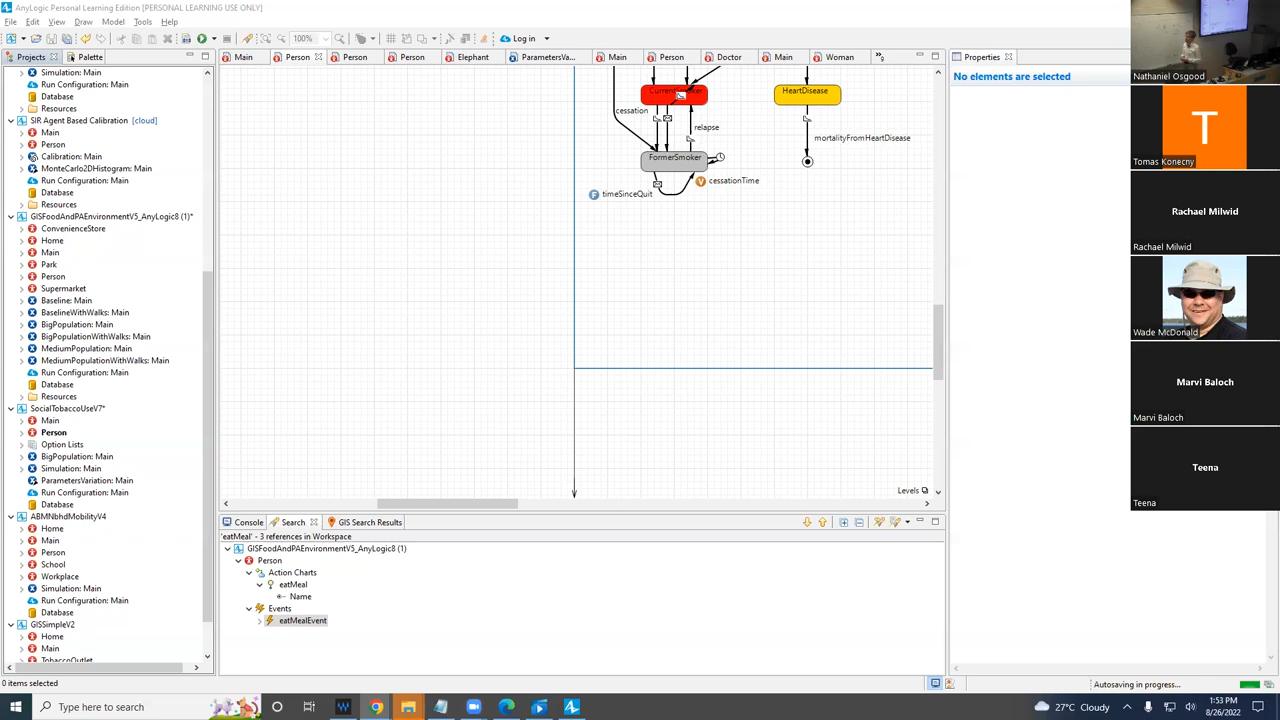 AnyLogic Personal Learning Edition [PERSONAL LEARNING USE ONLY]
File Edit View Draw Model Tools Help
100% Log in
Projects Palette
Main Person Person Person Elephant ParametersVa... Main Person Doctor Main Woman
Properties
No elements are selected
Simulation: Main
Run Configuration: Main
Database
Resources
SIR Agent Based Calibration [cloud]
Main
Person
Calibration: Main
MonteCarlo2DHistogram: Main
Run Configuration: Main
Database
Resources
GISFoodAndPAEnvironmentV5_AnyLogic8 (1)*
ConvenienceStore
Home
Main
Park
Person
Supermarket
Baseline: Main
BaselineWithWalks: Main
BigPopulation: Main
BigPopulationWithWalks: Main
MediumPopulation: Main
MediumPopulationWithWalks: Main
Run Configuration: Main
Database
Resources
SocialTobaccoUseV7*
Main
Person
Option Lists
BigPopulation: Main
Simulation: Main
ParametersVariation: Main
Run Configuration: Main
Database
ABMNbhdMobilityV4
Home
Main
Person
School
Workplace
Simulation: Main
Run Configuration: Main
Database
GISSimpleV2
Home
Main
TobaccoOutlet
0 items selected
CurrentSmoker
HeartDisease
cessation
relapse
mortalityFromHeartDisease
FormerSmoker
cessationTime
timeSinceQuit
Levels
Console Search GIS Search Results
'eatMeal' - 3 references in Workspace
GISFoodAndPAEnvironmentV5_AnyLogic8 (1)
Person
Action Charts
eatMeal
Name
Events
eatMealEvent
Nathaniel Osgood
T
Tomas Konecny
Rachael Milwid
Rachael Milwid
Wade McDonald
Marvi Baloch
Marvi Baloch
Teena
Teena
Autosaving in progress...
Type here to search
27°C Cloudy
1:53 PM
8/26/2022